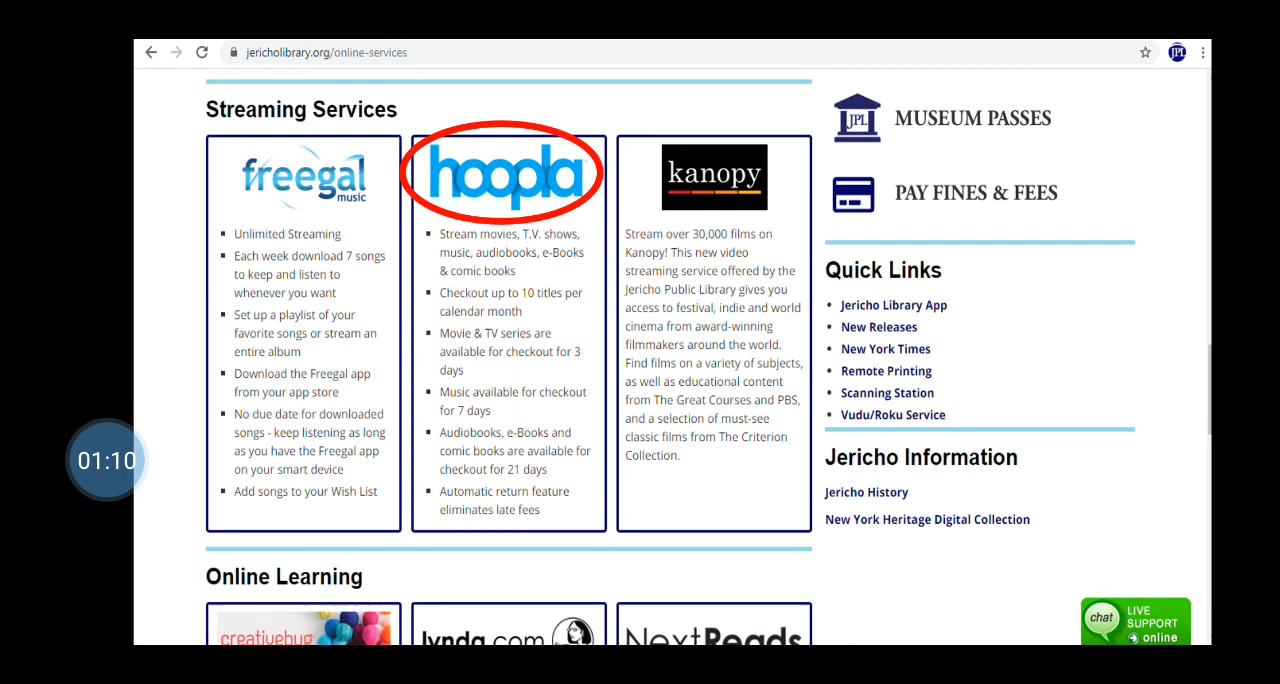 jericholibrary.org/online-services
JPL
Streaming Services
freegal
music
Unlimited Streaming
Each week download 7 songs
to keep and listen to
whenever you want
Set up a playlist of your
favorite songs or stream an
entire album
Download the Freegal app
from your app store
No due date for downloaded
songs - keep listening as long
as you have the Freegal app
on your smart device
Add songs to your Wish List
hoopla
Stream movies, T.V. shows,
music, audiobooks, e-Books
& comic books
Checkout up to 10 titles per
calendar month
Movie & TV series are
available for checkout for 3
days
Music available for checkout
for 7 days
Audiobooks, e-Books and
comic books are available for
checkout for 21 days
Automatic return feature
eliminates late fees
kanopy
Stream over 30,000 films on
Kanopy! This new video
streaming service offered by the
Jericho Public Library gives you
access to festival, indie and world
cinema from award-winning
filmmakers around the world.
Find films on a variety of subjects,
as well as educational content
from The Great Courses and PBS,
and a selection of must-see
classic films from The Criterion
Collection.
JPL
MUSEUM PASSES
PAY FINES & FEES
Quick Links
Jericho Library App
New Releases
New York Times
Remote Printing
Scanning Station
Vudu/Roku Service
Jericho Information
Jericho History
New York Heritage Digital Collection
01:10
Online Learning
creativebug
lynda.com
NextReads
chat
LIVE
SUPPORT
online